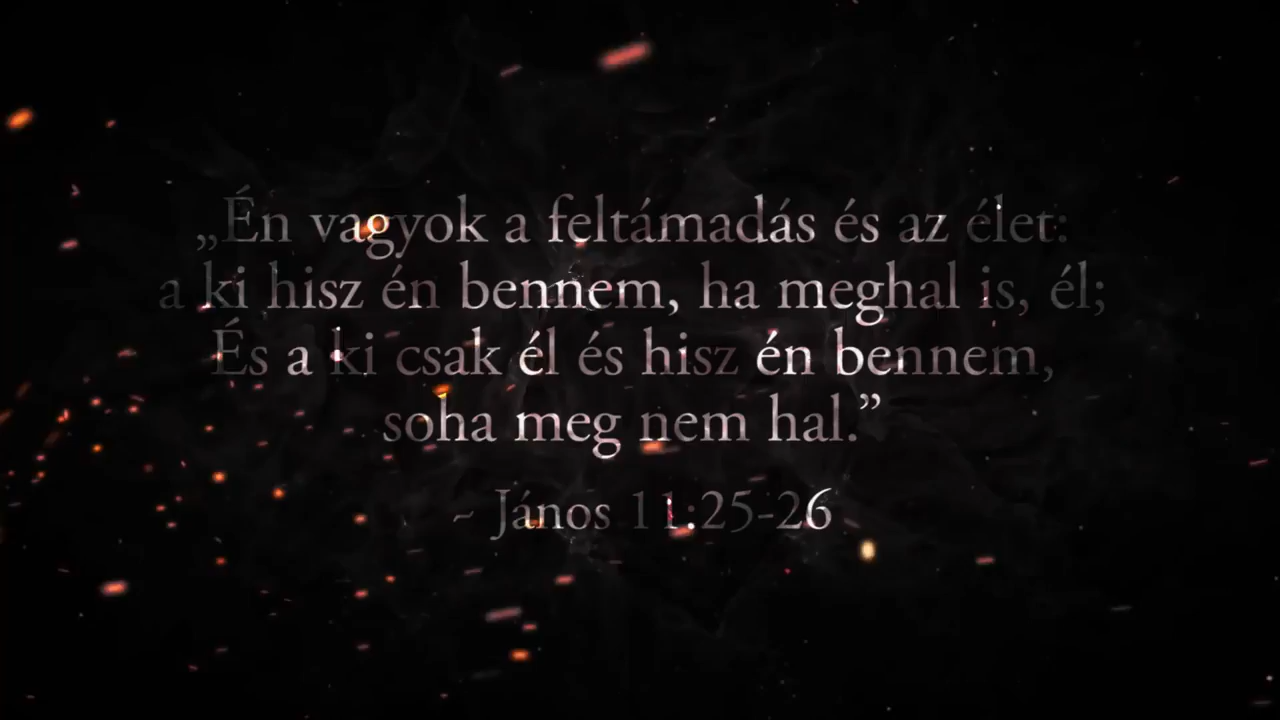 „Én vagyok a feltámadás és az élet:
a ki hisz én bennem, ha meghal is, él;
És a ki csak él és hisz én bennem,
soha meg nem hal.”
~ János 11:25-26